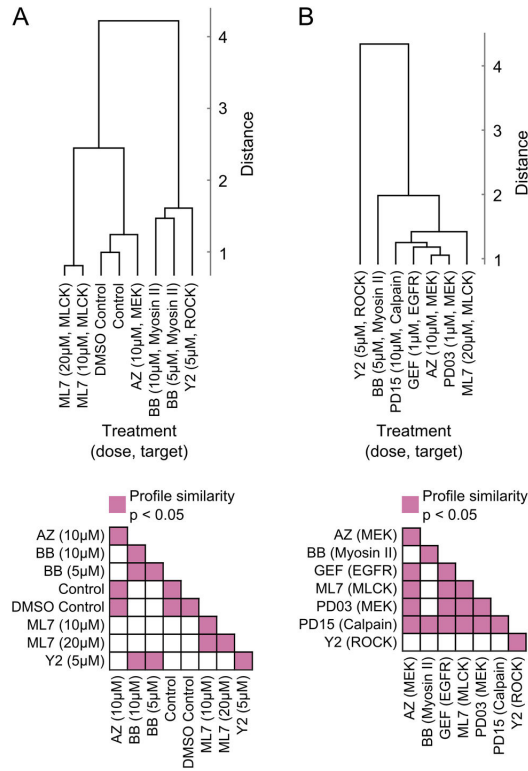 A
4
3
2
1
Distance
ML7 (20µM, MLCK)
ML7 (10µM, MLCK)
DMSO Control
Control
AZ (10µM, MEK)
BB (10µM, Myosin II)
BB (5µM, Myosin II)
Y2 (5µM, ROCK)
Treatment
(dose, target)
B
4
3
2
1
Distance
Y2 (5µM, ROCK)
BB (5µM, Myosin II)
PD15 (10µM, Calpain)
GEF (1µM, EGFR)
AZ (10µM, MEK)
PD03 (1µM, MEK)
ML7 (20µM, MLCK)
Treatment
(dose, target)
Profile similarity
p < 0.05
AZ (10µM)
BB (10µM)
BB (5µM)
Control
DMSO Control
ML7 (10µM)
ML7 (20µM)
Y2 (5µM)
AZ (10µM)
BB (10µM)
BB (5µM)
Control
DMSO Control
ML7 (10µM)
ML7 (20µM)
Y2 (5µM)
Profile similarity
p < 0.05
AZ (MEK)
BB (Myosin II)
GEF (EGFR)
ML7 (MLCK)
PD03 (MEK)
PD15 (Calpain)
Y2 (ROCK)
AZ (MEK)
BB (Myosin II)
GEF (EGFR)
ML7 (MLCK)
PD03 (MEK)
PD15 (Calpain)
Y2 (ROCK)